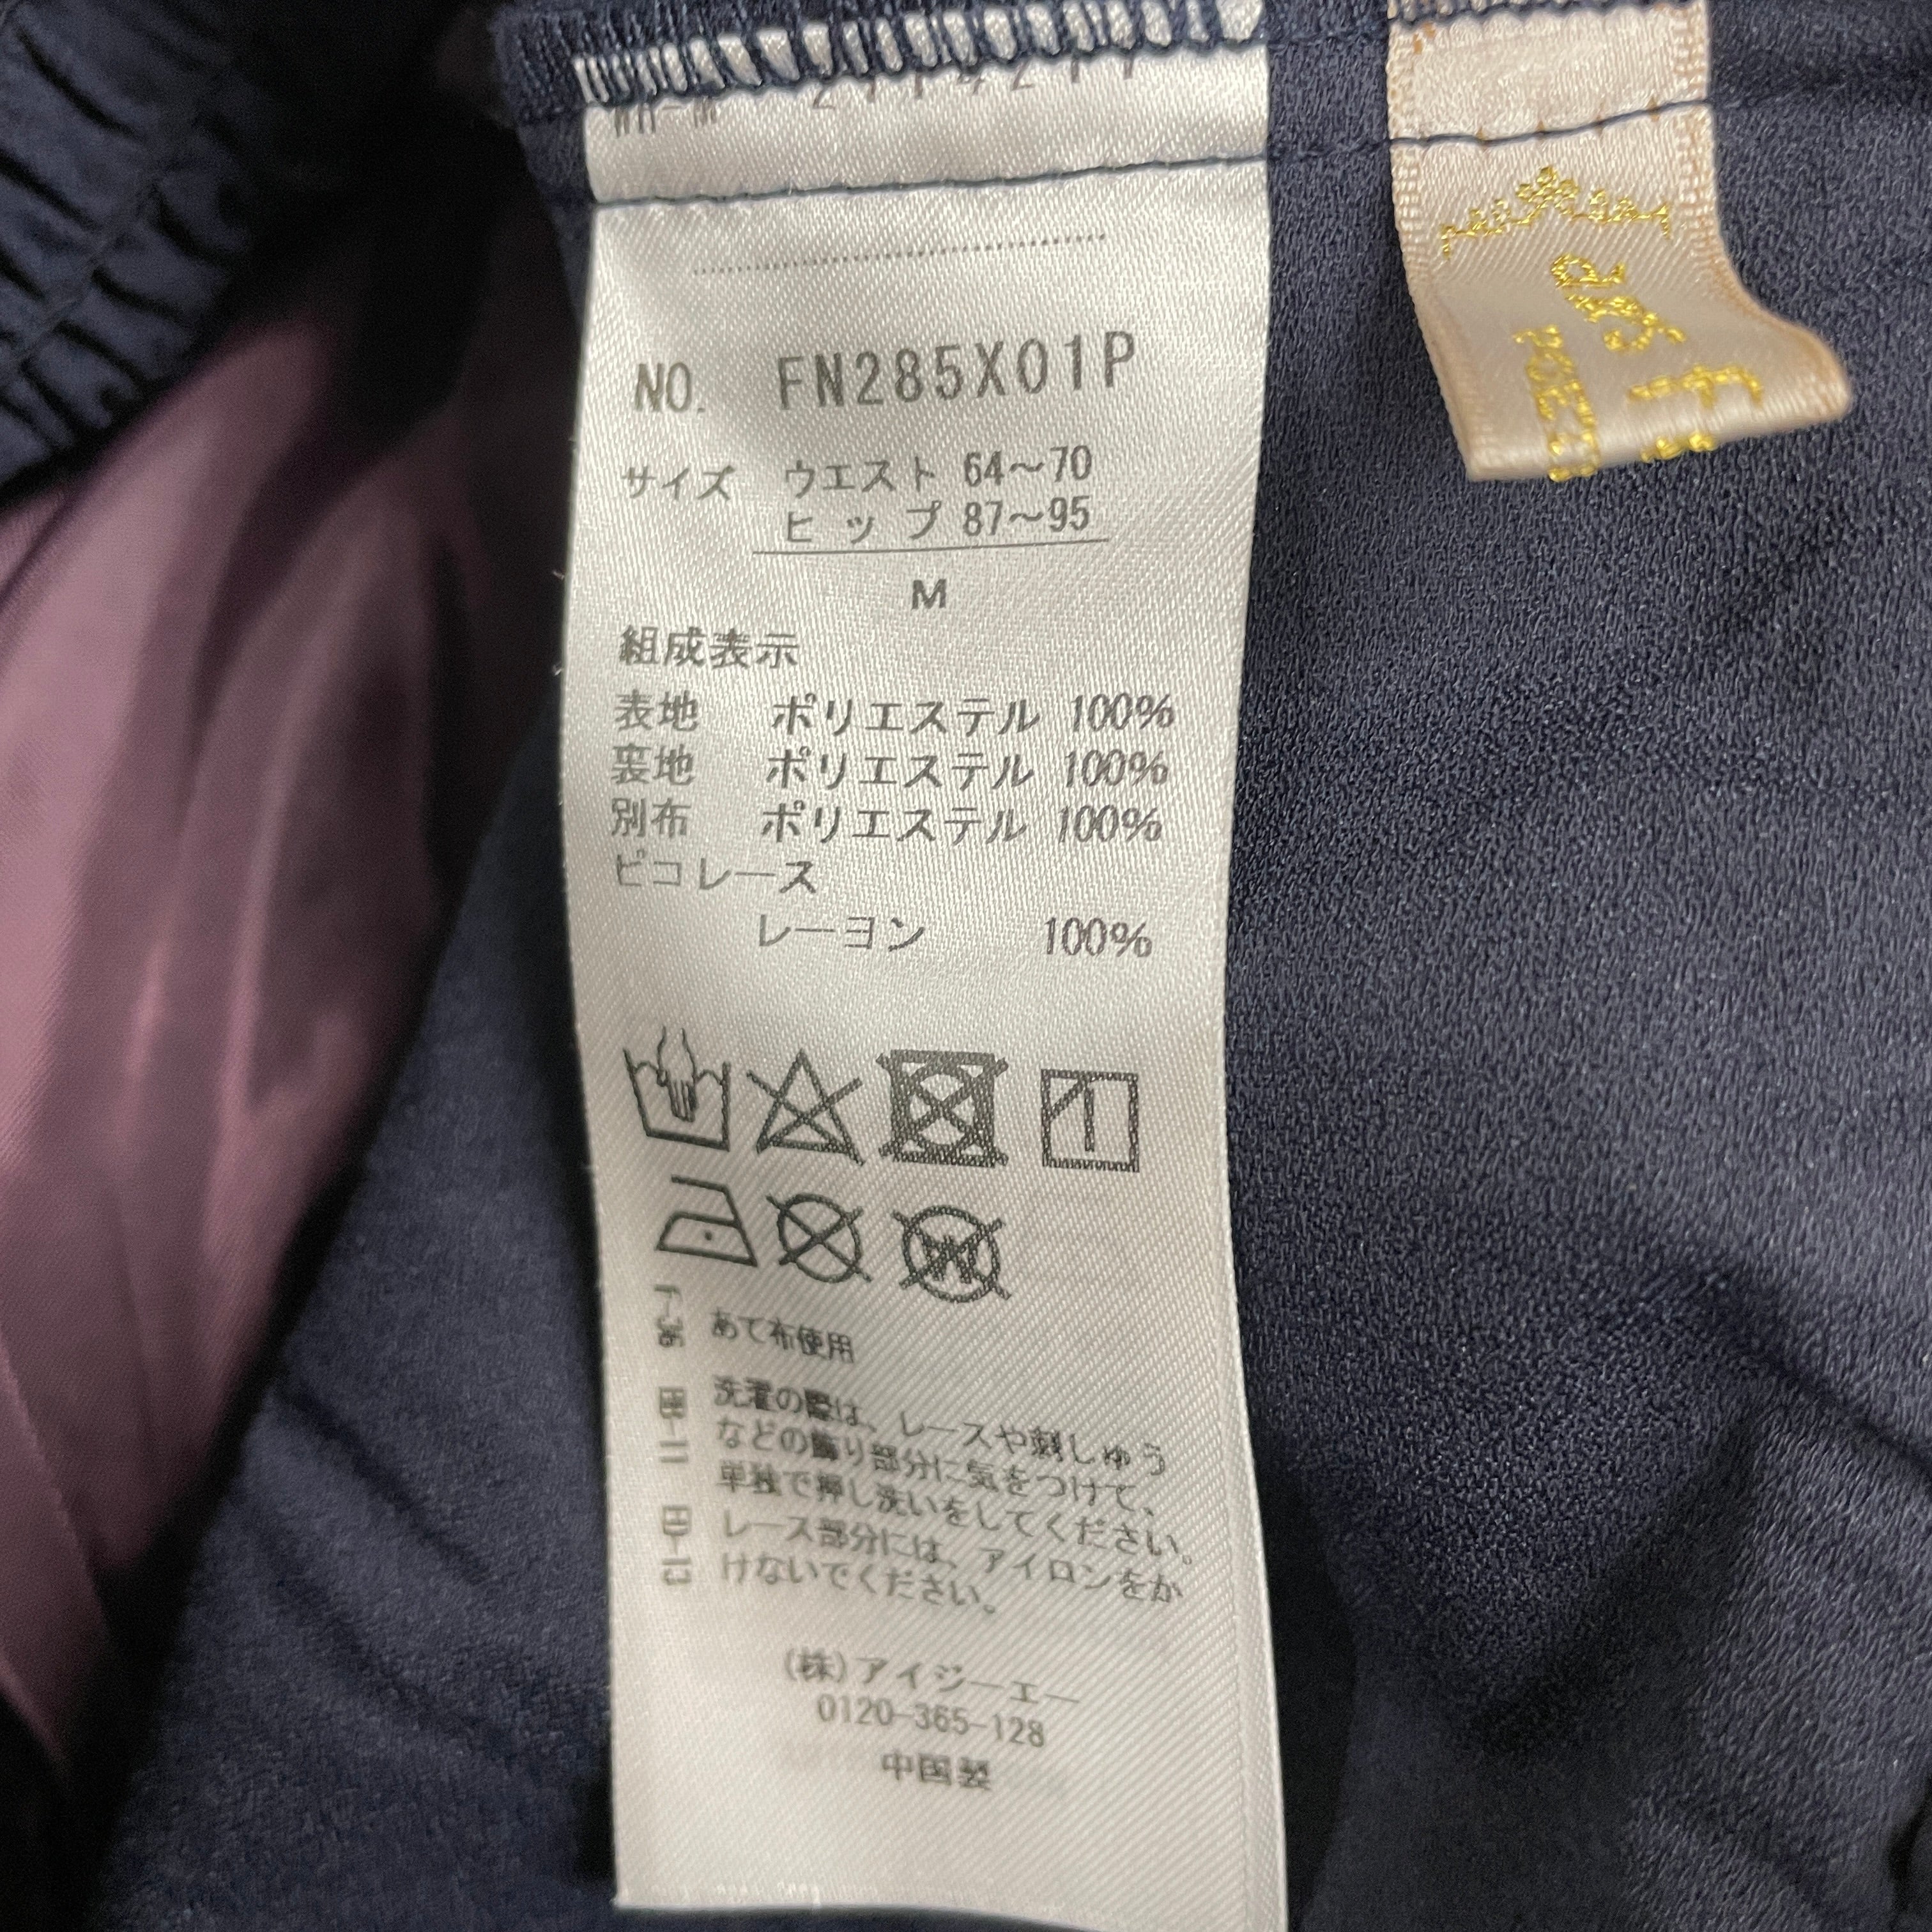 NO. FN285X01P
サイズ ウエスト 64〜70
ヒップ 87〜95
M
組成表示
表地 ポリエステル 100%
裏地 ポリエステル 100%
別布 ポリエステル 100%
ピコレース
レーヨン 100%
W
あて布使用
洗濯の際は、レースや刺しゅう
などの飾り部分に気をつけて、
単独で押し洗いをしてください。
レース部分には、アイロンをか
けないでください。
(株)アイジーエー
0120-365-128
中国製